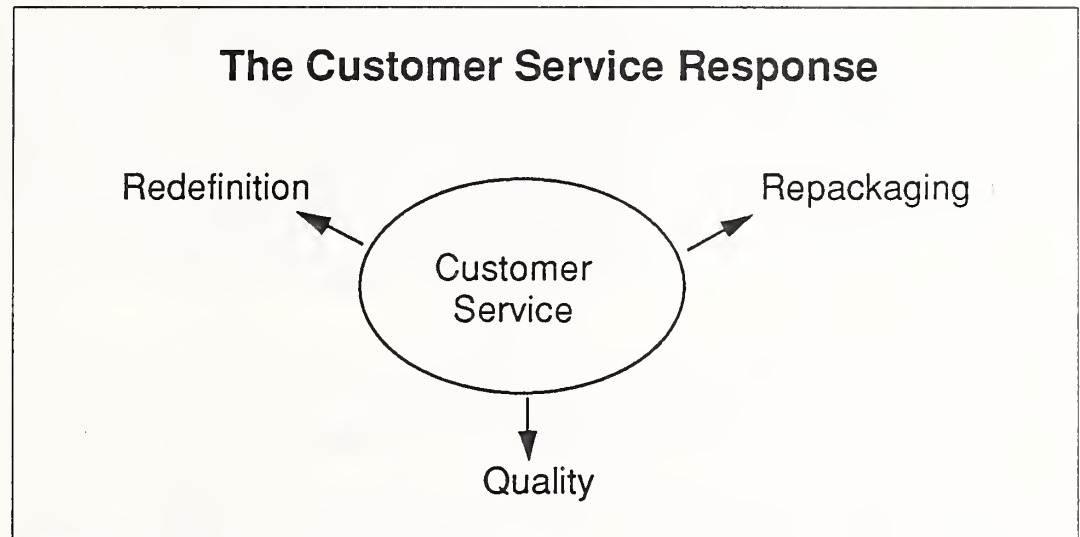 The Customer Service Response
Redefinition
Repackaging
Customer
Service
Quality